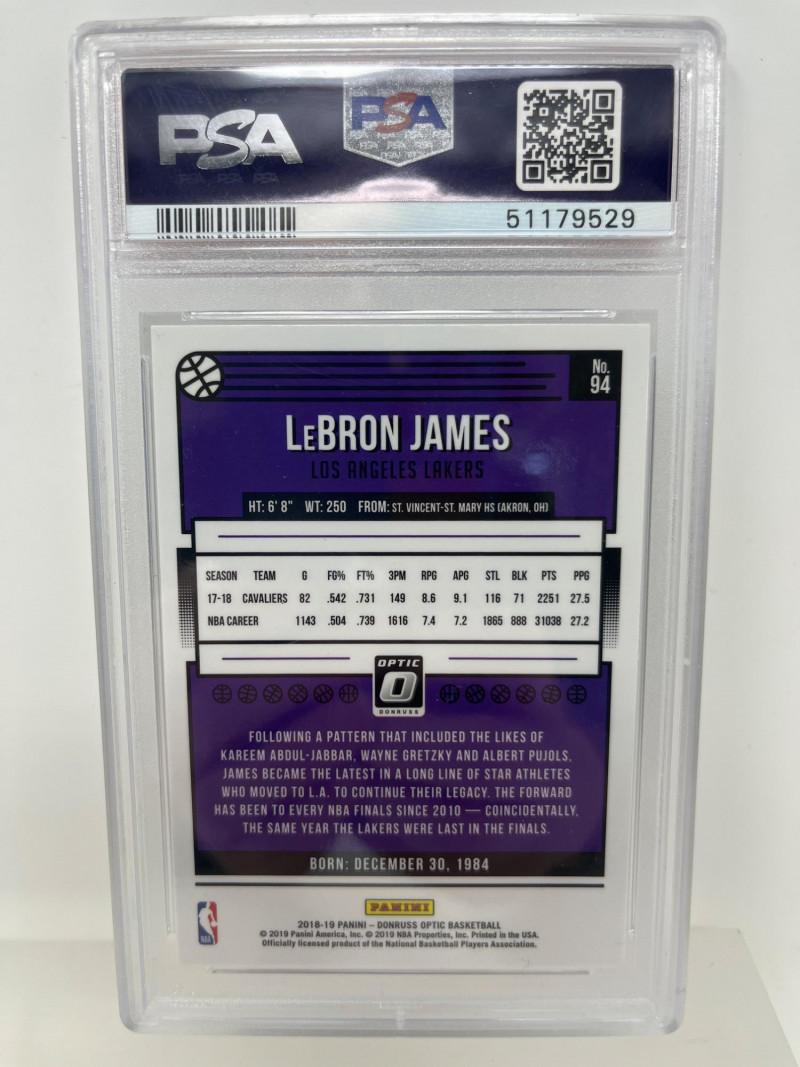 PSA
PSA
51179529
No.
94
LEBRON JAMES
LOS ANGELES LAKERS
HT: 6' 8" WT: 250 FROM: ST. VINCENT-ST. MARY HS (AKRON, OH)
SEASON TEAM G FG% FT% 3PM RPG APG STL BLK PTS PPG
17-18 CAVALIERS 82 .542 .731 149 8.6 9.1 116 71 2251 27.5
NBA CAREER 1143 .504 .739 1616 7.4 7.2 1865 888 31038 27.2
OPTIC
O
DONRUSS
FOLLOWING A PATTERN THAT INCLUDED THE LIKES OF
KAREEM ABDUL-JABBAR, WAYNE GRETZKY AND ALBERT PUJOLS,
JAMES BECAME THE LATEST IN A LONG LINE OF STAR ATHLETES
WHO MOVED TO L.A. TO CONTINUE THEIR LEGACY. THE FORWARD
HAS BEEN TO EVERY NBA FINALS SINCE 2010 — COINCIDENTALLY,
THE SAME YEAR THE LAKERS WERE LAST IN THE FINALS.
BORN: DECEMBER 30, 1984
PANINI
NBA
2018-19 PANINI – DONRUSS OPTIC BASKETBALL
© 2019 Panini America, Inc. © 2019 NBA Properties, Inc. Printed in the USA.
Officially licensed product of the National Basketball Players Association.